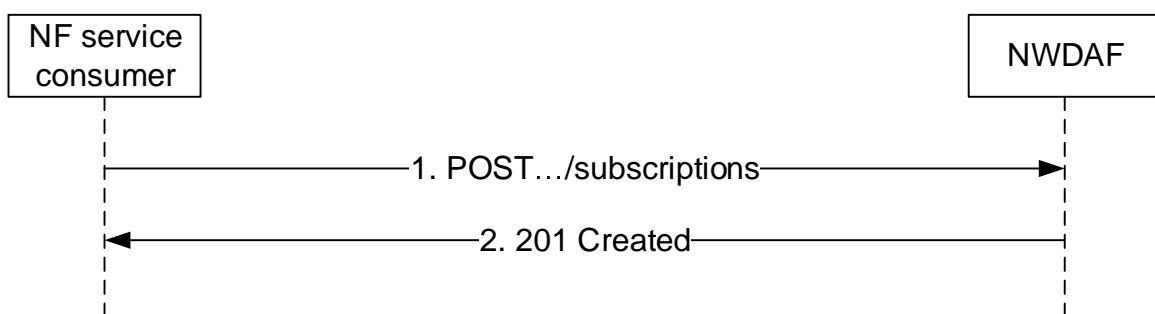 NF service
consumer
NWDAF
1. POST…/subscriptions
2. 201 Created